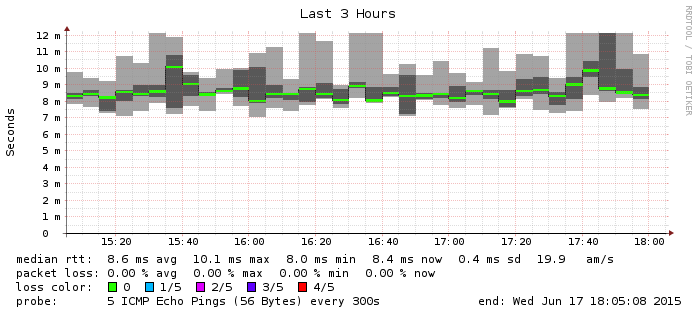 Last 3 Hours
RRDTOOL / TOBI OETIKER
Seconds
12 m
11 m
10 m
9 m
8 m
7 m
6 m
5 m
4 m
3 m
2 m
1 m
0
15:20 15:40 16:00 16:20 16:40 17:00 17:20 17:40 18:00
median rtt: 8.6 ms avg 10.1 ms max 8.0 ms min 8.4 ms now 0.4 ms sd 19.9 am/s
packet loss: 0.00 % avg 0.00 % max 0.00 % min 0.00 % now
loss color: 0 1/5 2/5 3/5 4/5
probe: 5 ICMP Echo Pings (56 Bytes) every 300s end: Wed Jun 17 18:05:08 2015